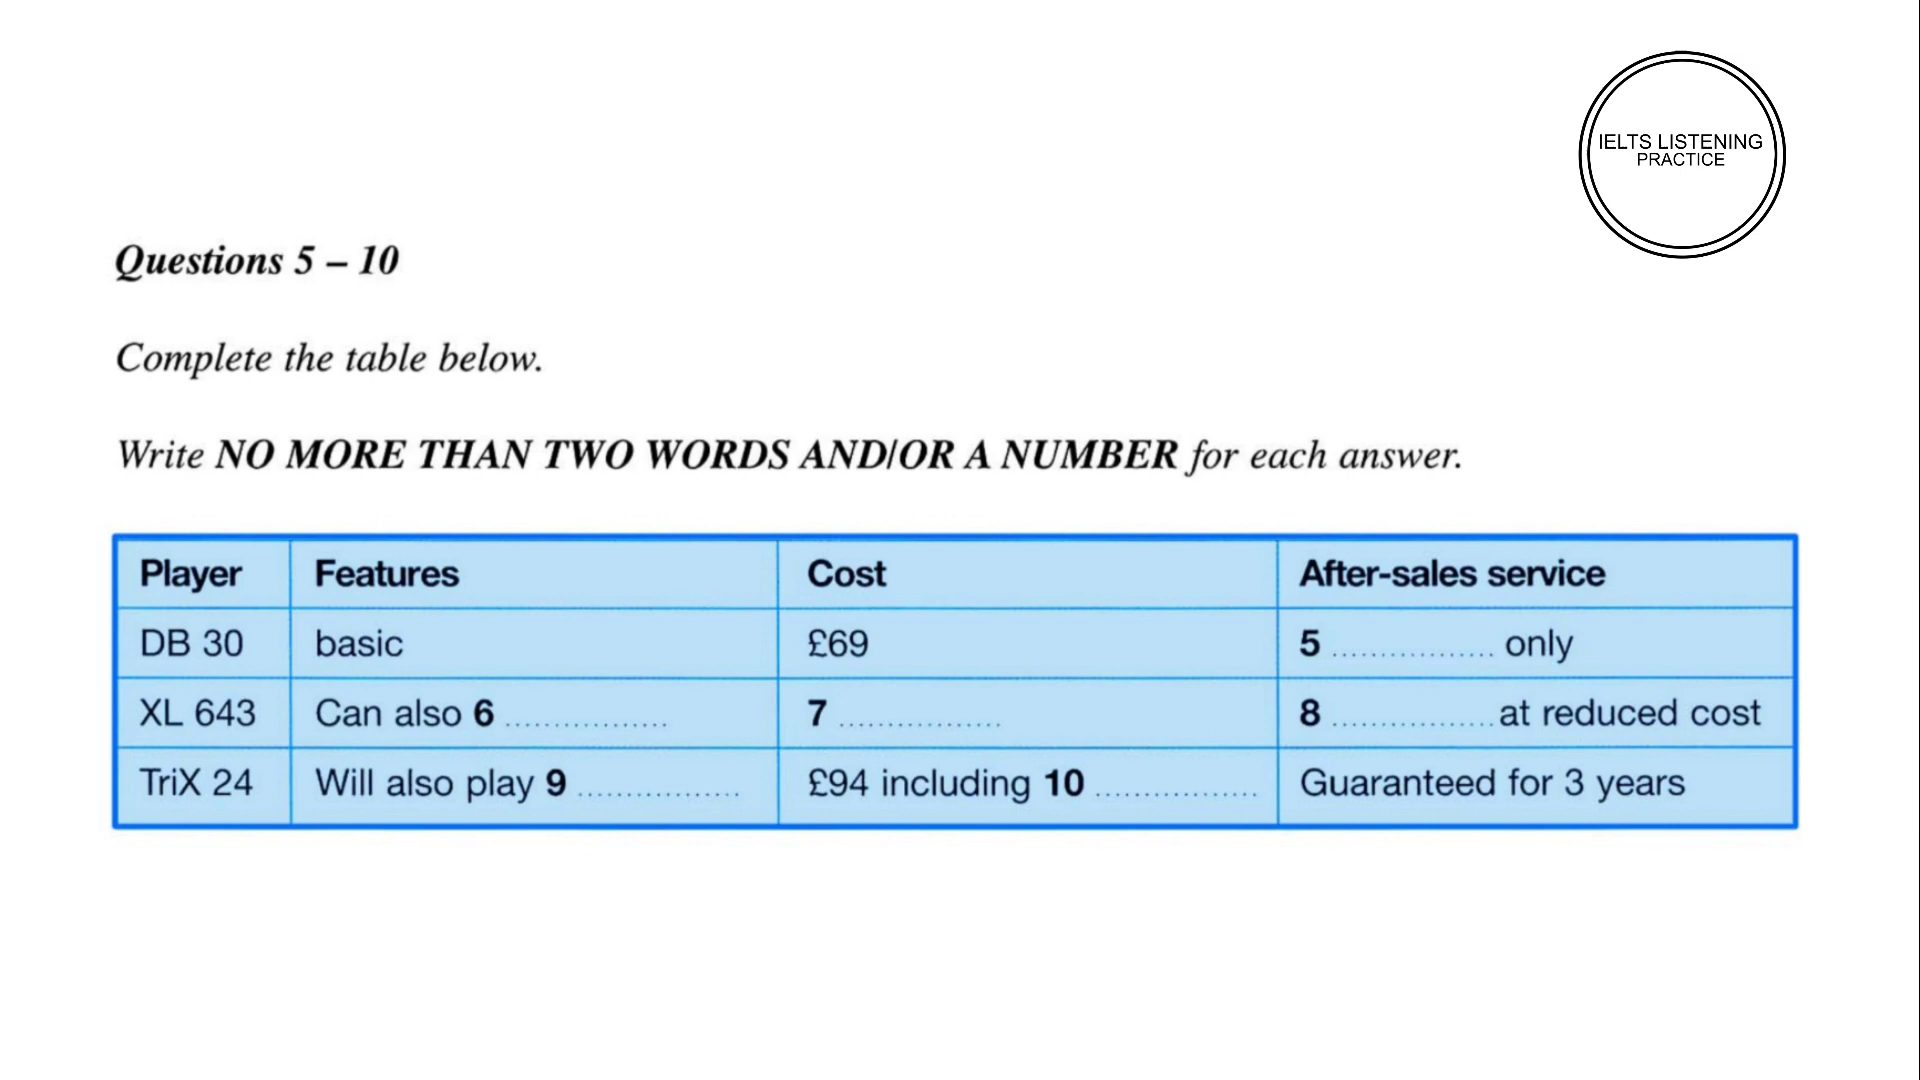 IELTS LISTENING
PRACTICE
Questions 5 – 10
Complete the table below.
Write NO MORE THAN TWO WORDS AND/OR A NUMBER for each answer.
Player Features Cost After-sales service
DB 30 basic £69 5 ................. only
XL 643 Can also 6 ................. 7 ................. 8 ................. at reduced cost
TriX 24 Will also play 9 ................. £94 including 10 ................. Guaranteed for 3 years